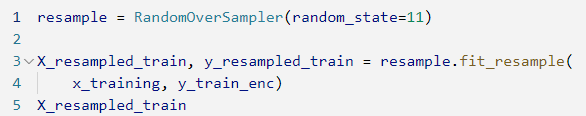 1 resample = RandomOverSampler(random_state=11)
2
3 X_resampled_train, y_resampled_train = resample.fit_resample(
4     x_training, y_train_enc)
5 X_resampled_train